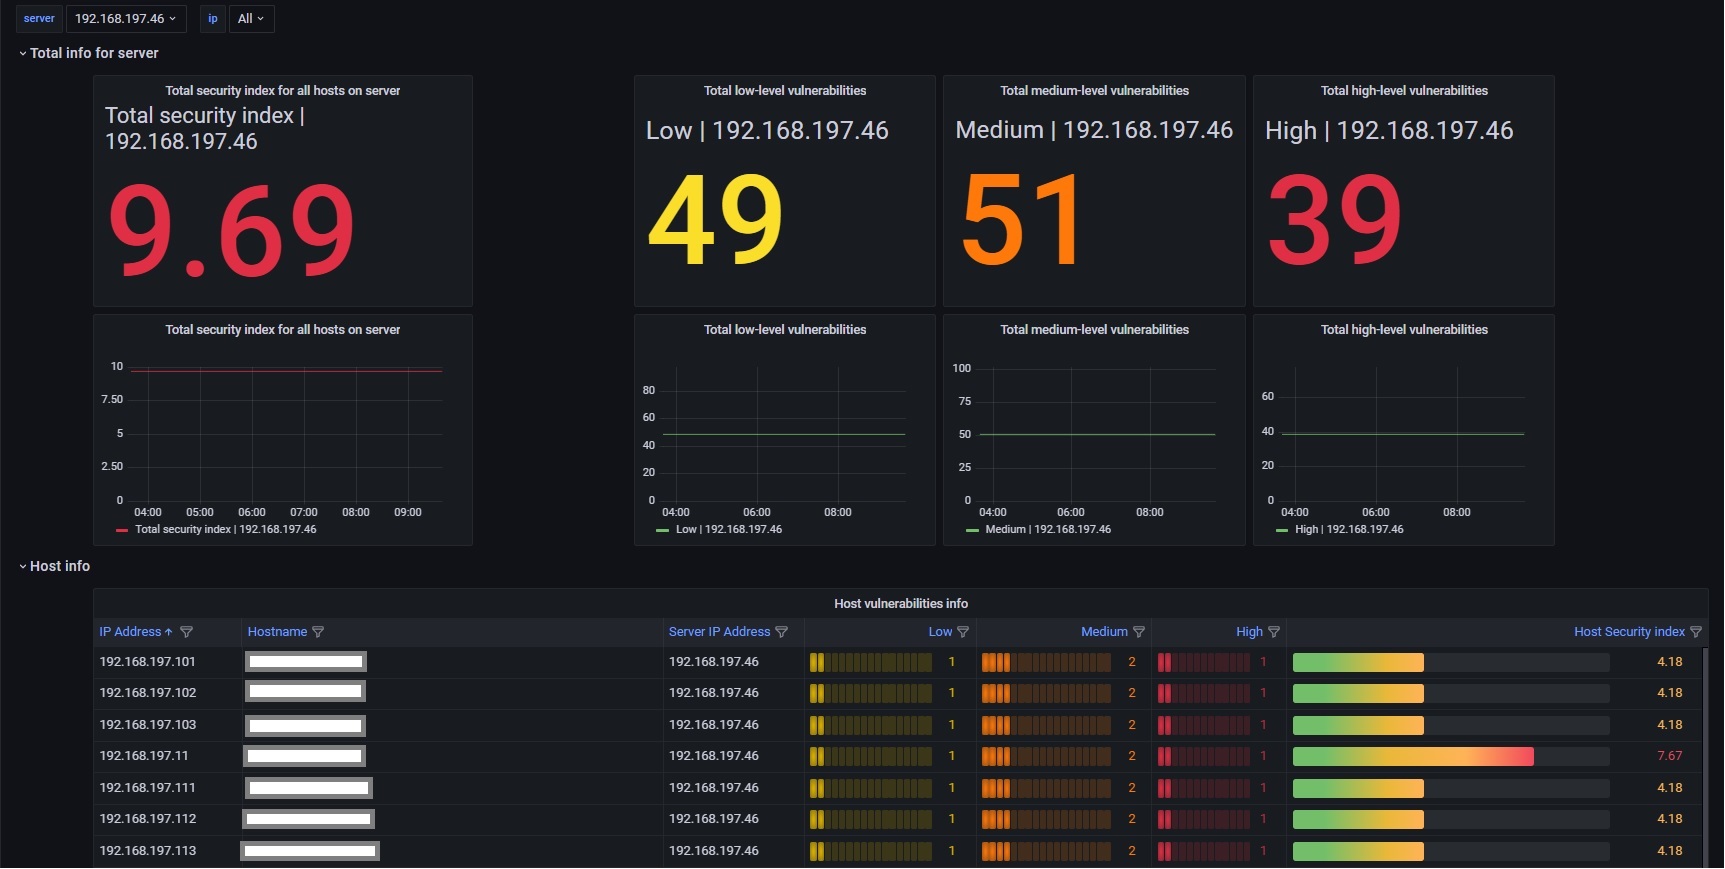 server 192.168.197.46 ip All
Total info for server
Total security index for all hosts on server
Total security index |
192.168.197.46
9.69
Total low-level vulnerabilities
Low | 192.168.197.46
49
Total medium-level vulnerabilities
Medium | 192.168.197.46
51
Total high-level vulnerabilities
High | 192.168.197.46
39
Total security index for all hosts on server
10
7.50
5
2.50
0
04:00 05:00 06:00 07:00 08:00 09:00
Total security index | 192.168.197.46
Total low-level vulnerabilities
80
60
40
20
0
04:00 06:00 08:00
Low | 192.168.197.46
Total medium-level vulnerabilities
100
75
50
25
0
04:00 06:00 08:00
Medium | 192.168.197.46
Total high-level vulnerabilities
60
40
20
0
04:00 06:00 08:00
High | 192.168.197.46
Host info
Host vulnerabilities info
IP Address Hostname Server IP Address Low Medium High Host Security index
192.168.197.101 192.168.197.46 1 2 1 4.18
192.168.197.102 192.168.197.46 1 2 1 4.18
192.168.197.103 192.168.197.46 1 2 1 4.18
192.168.197.11 192.168.197.46 1 2 1 7.67
192.168.197.111 192.168.197.46 1 2 1 4.18
192.168.197.112 192.168.197.46 1 2 1 4.18
192.168.197.113 192.168.197.46 1 2 1 4.18